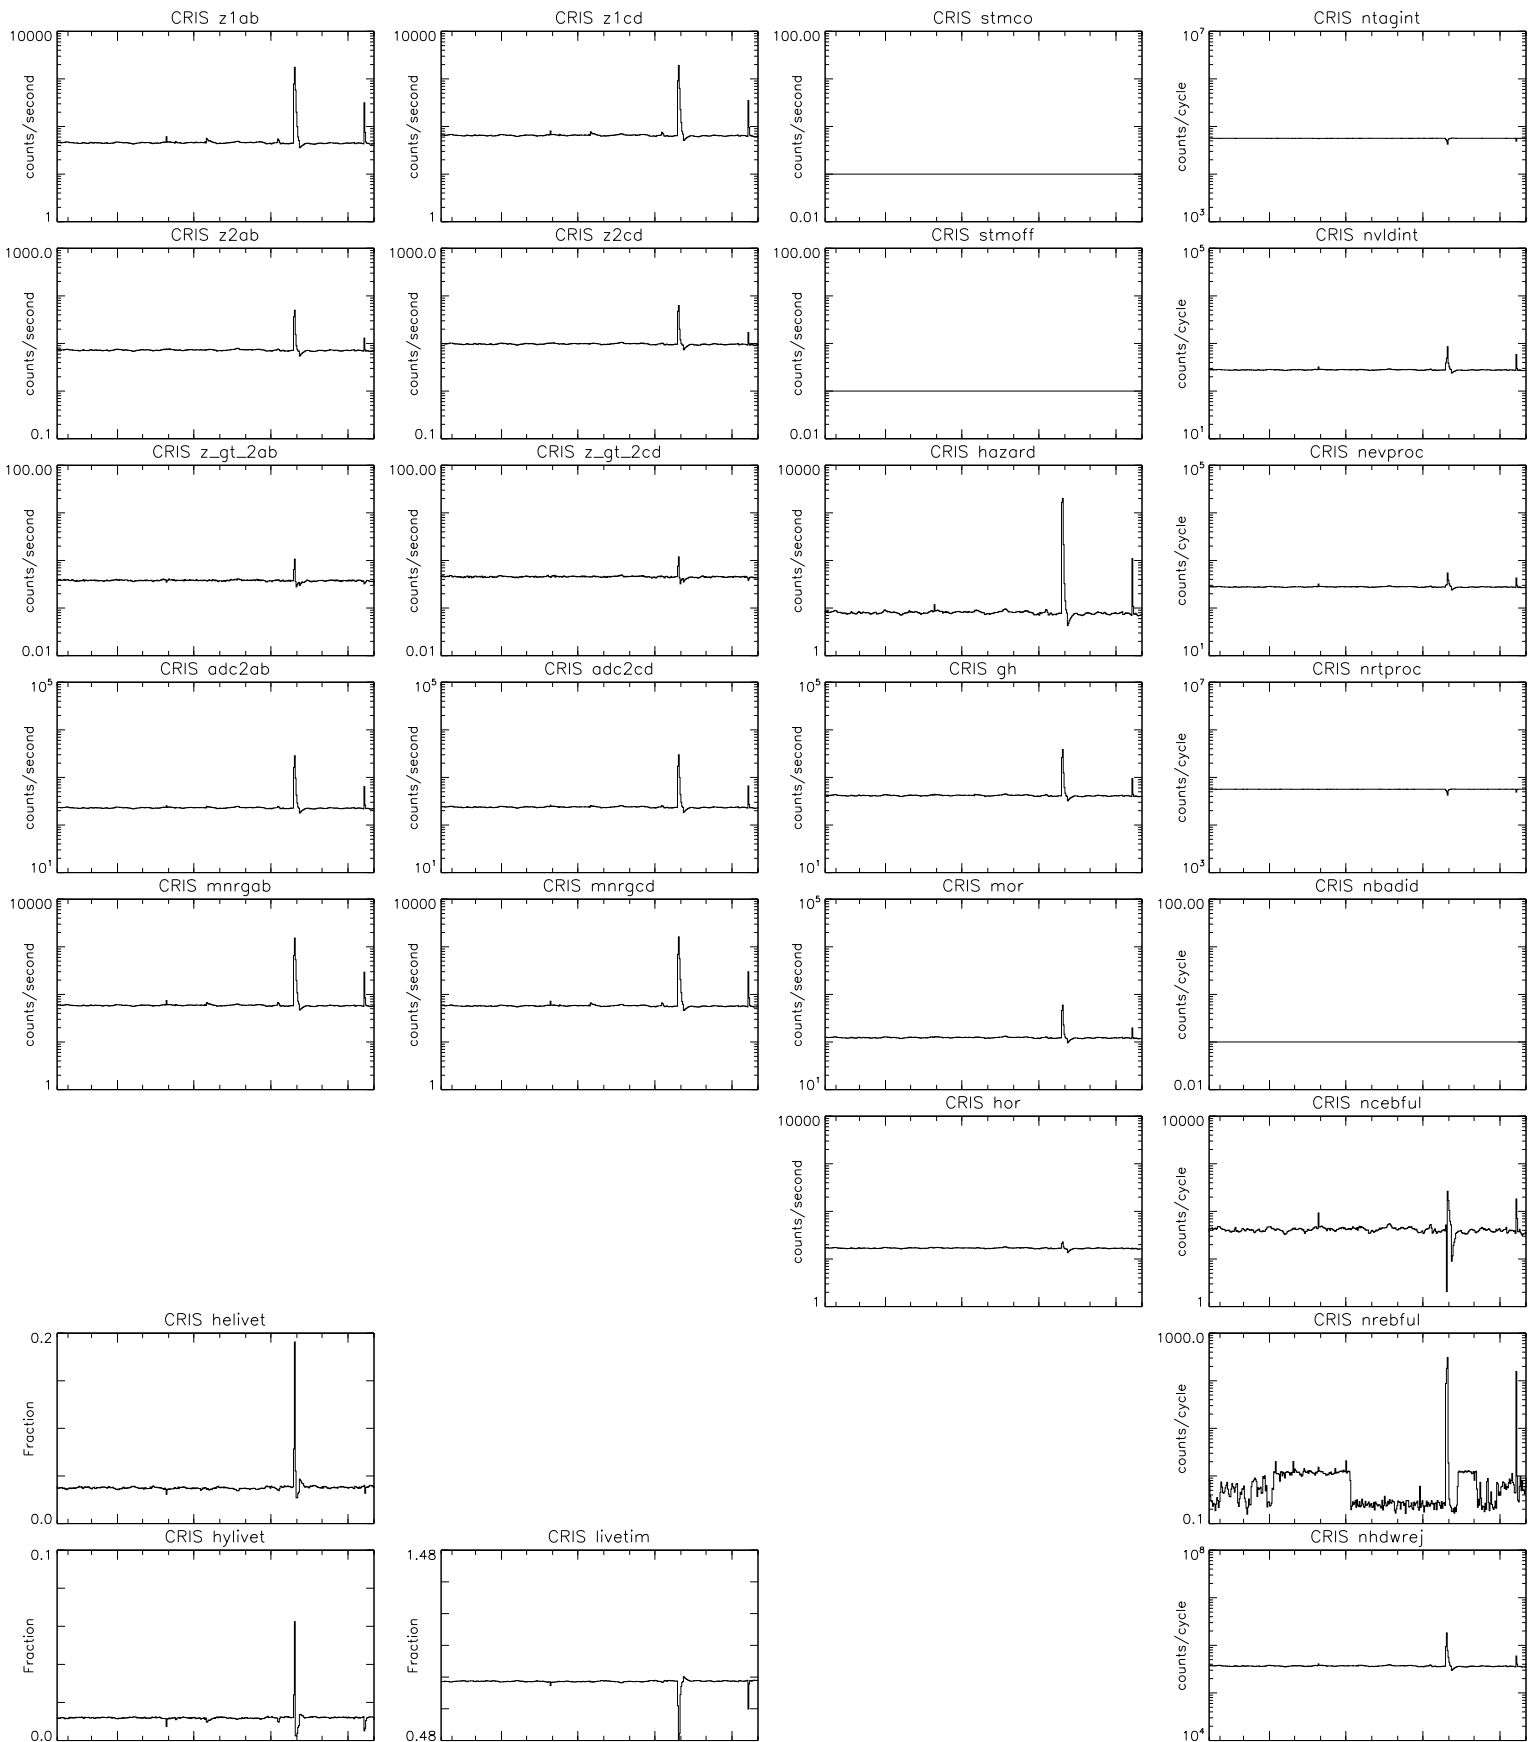 CRIS z1ab
10000
counts/second
1
CRIS z1cd
10000
counts/second
1
CRIS stmco
100.00
counts/second
0.01
CRIS ntagint
10⁷
counts/cycle
10³
CRIS z2ab
1000.0
counts/second
0.1
CRIS z2cd
1000.0
counts/second
0.1
CRIS stmoff
100.00
counts/second
0.01
CRIS nvldint
10⁵
counts/cycle
10¹
CRIS z_gt_2ab
100.00
counts/second
0.01
CRIS z_gt_2cd
100.00
counts/second
0.01
CRIS hazard
10000
counts/second
1
CRIS nevproc
10⁵
counts/cycle
10¹
CRIS adc2ab
10⁵
counts/second
10¹
CRIS adc2cd
10⁵
counts/second
10¹
CRIS gh
10⁵
counts/second
10¹
CRIS nrtproc
10⁷
counts/cycle
10³
CRIS mnrgab
10000
counts/second
1
CRIS mnrgcd
10000
counts/second
1
CRIS mor
10⁵
counts/second
10¹
CRIS nbadid
100.00
counts/cycle
0.01
CRIS hor
10000
counts/second
1
CRIS ncebful
10000
counts/cycle
1
CRIS helivet
0.2
Fraction
0.0
CRIS nrebful
1000.0
counts/cycle
0.1
CRIS hylivet
0.1
Fraction
0.0
CRIS livetim
1.48
Fraction
0.48
CRIS nhdwrej
10⁸
counts/cycle
10⁴